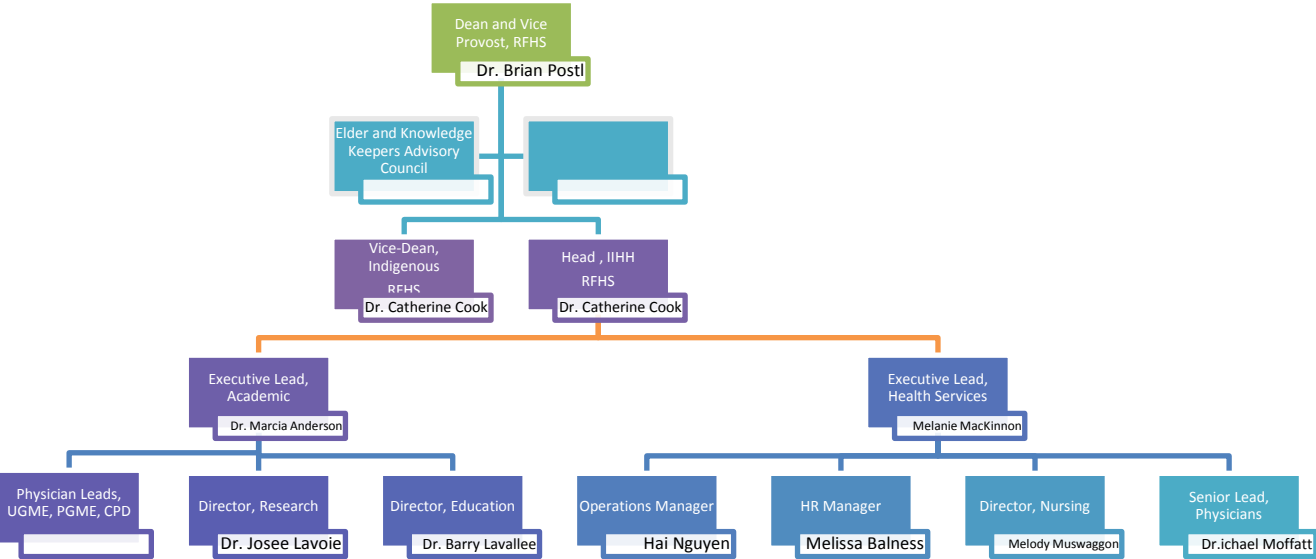 Dean and Vice
Provost, RFHS
Dr. Brian Postl
Elder and Knowledge
Keepers Advisory
Council
Vice-Dean,
Indigenous
RFHS
Dr. Catherine Cook
Head , IIHH
RFHS
Dr. Catherine Cook
Executive Lead,
Academic
Dr. Marcia Anderson
Executive Lead,
Health Services
Melanie MacKinnon
Physician Leads,
UGME, PGME, CPD
Director, Research
Dr. Josee Lavoie
Director, Education
Dr. Barry Lavallee
Operations Manager
Hai Nguyen
HR Manager
Melissa Balness
Director, Nursing
Melody Muswaggon
Senior Lead,
Physicians
Dr.ichael Moffatt